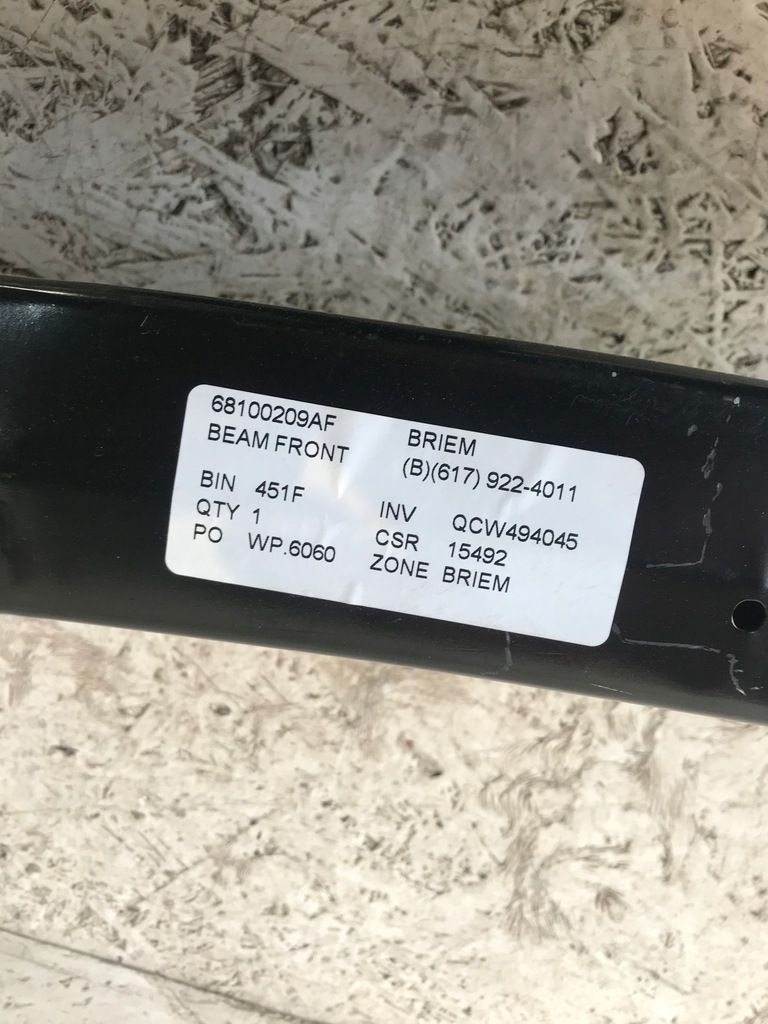 68100209AF
BEAM FRONT
BRIEM
(B)(617) 922-4011
BIN 451F
QTY 1
PO WP.6060
INV QCW494045
CSR 15492
ZONE BRIEM